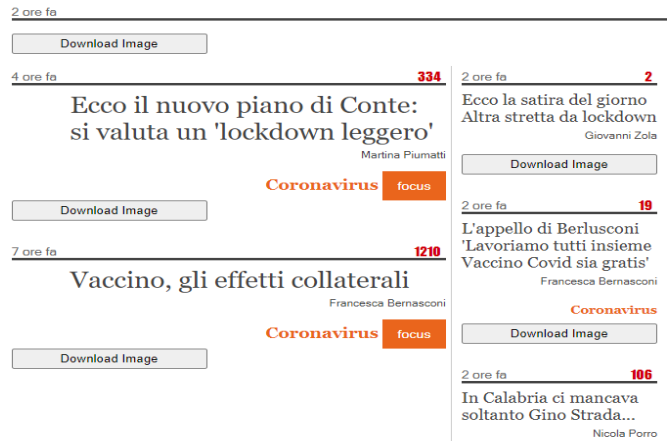 2 ore fa
Download Image
4 ore fa 334
Ecco il nuovo piano di Conte:
si valuta un 'lockdown leggero'
Martina Piumatti
Coronavirus focus
Download Image
7 ore fa 1210
Vaccino, gli effetti collaterali
Francesca Bernasconi
Coronavirus focus
Download Image
2 ore fa 2
Ecco la satira del giorno
Altra stretta da lockdown
Giovanni Zola
Download Image
2 ore fa 19
L'appello di Berlusconi
'Lavoriamo tutti insieme
Vaccino Covid sia gratis'
Francesca Bernasconi
Coronavirus
Download Image
2 ore fa 106
In Calabria ci mancava
soltanto Gino Strada...
Nicola Porro